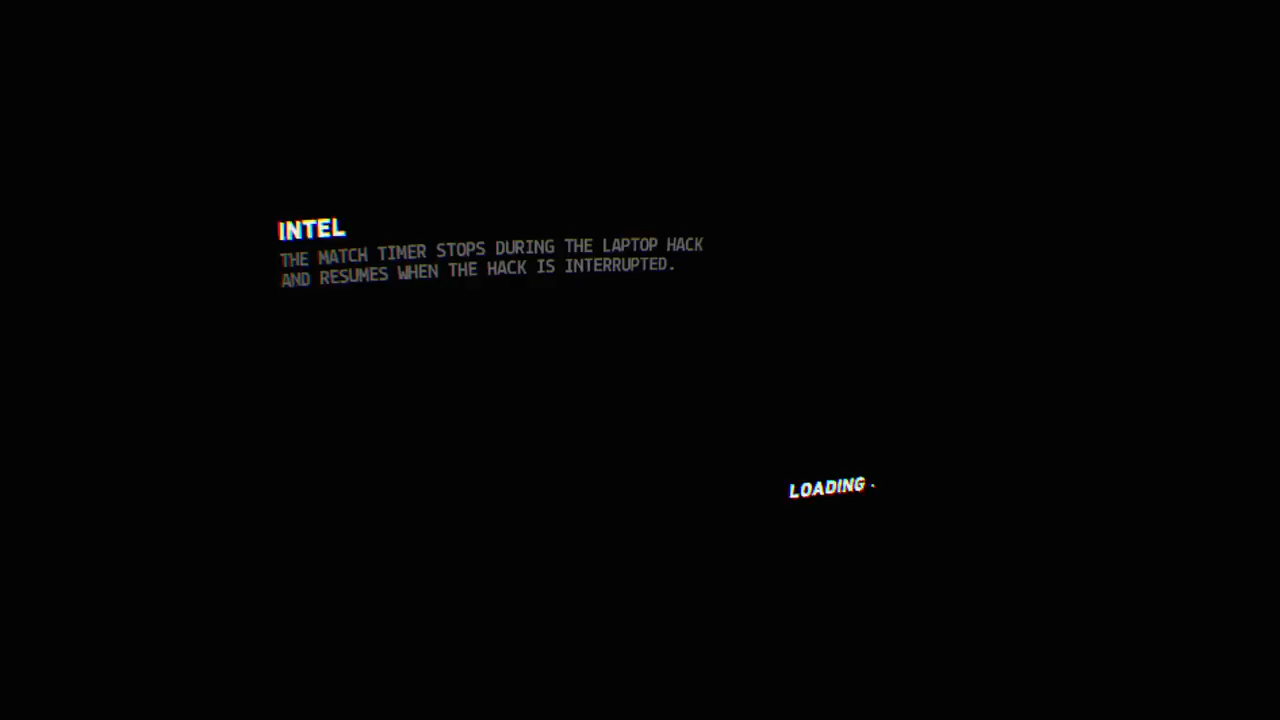 INTEL
THE MATCH TIMER STOPS DURING THE LAPTOP HACK
AND RESUMES WHEN THE HACK IS INTERRUPTED.
LOADING .